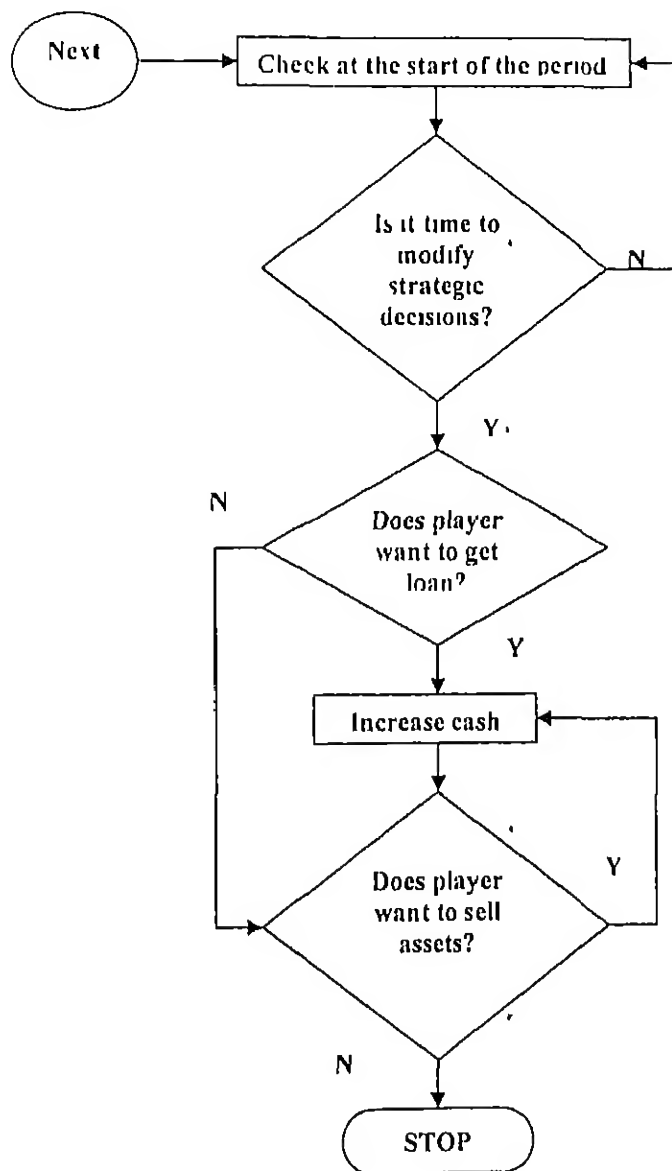 Next
Check at the start of the period
Is it time to
modify
strategic
decisions?
N
Y
N
Does player
want to get
loan?
Y
Increase cash
Does player
want to sell
assets?
Y
N
STOP